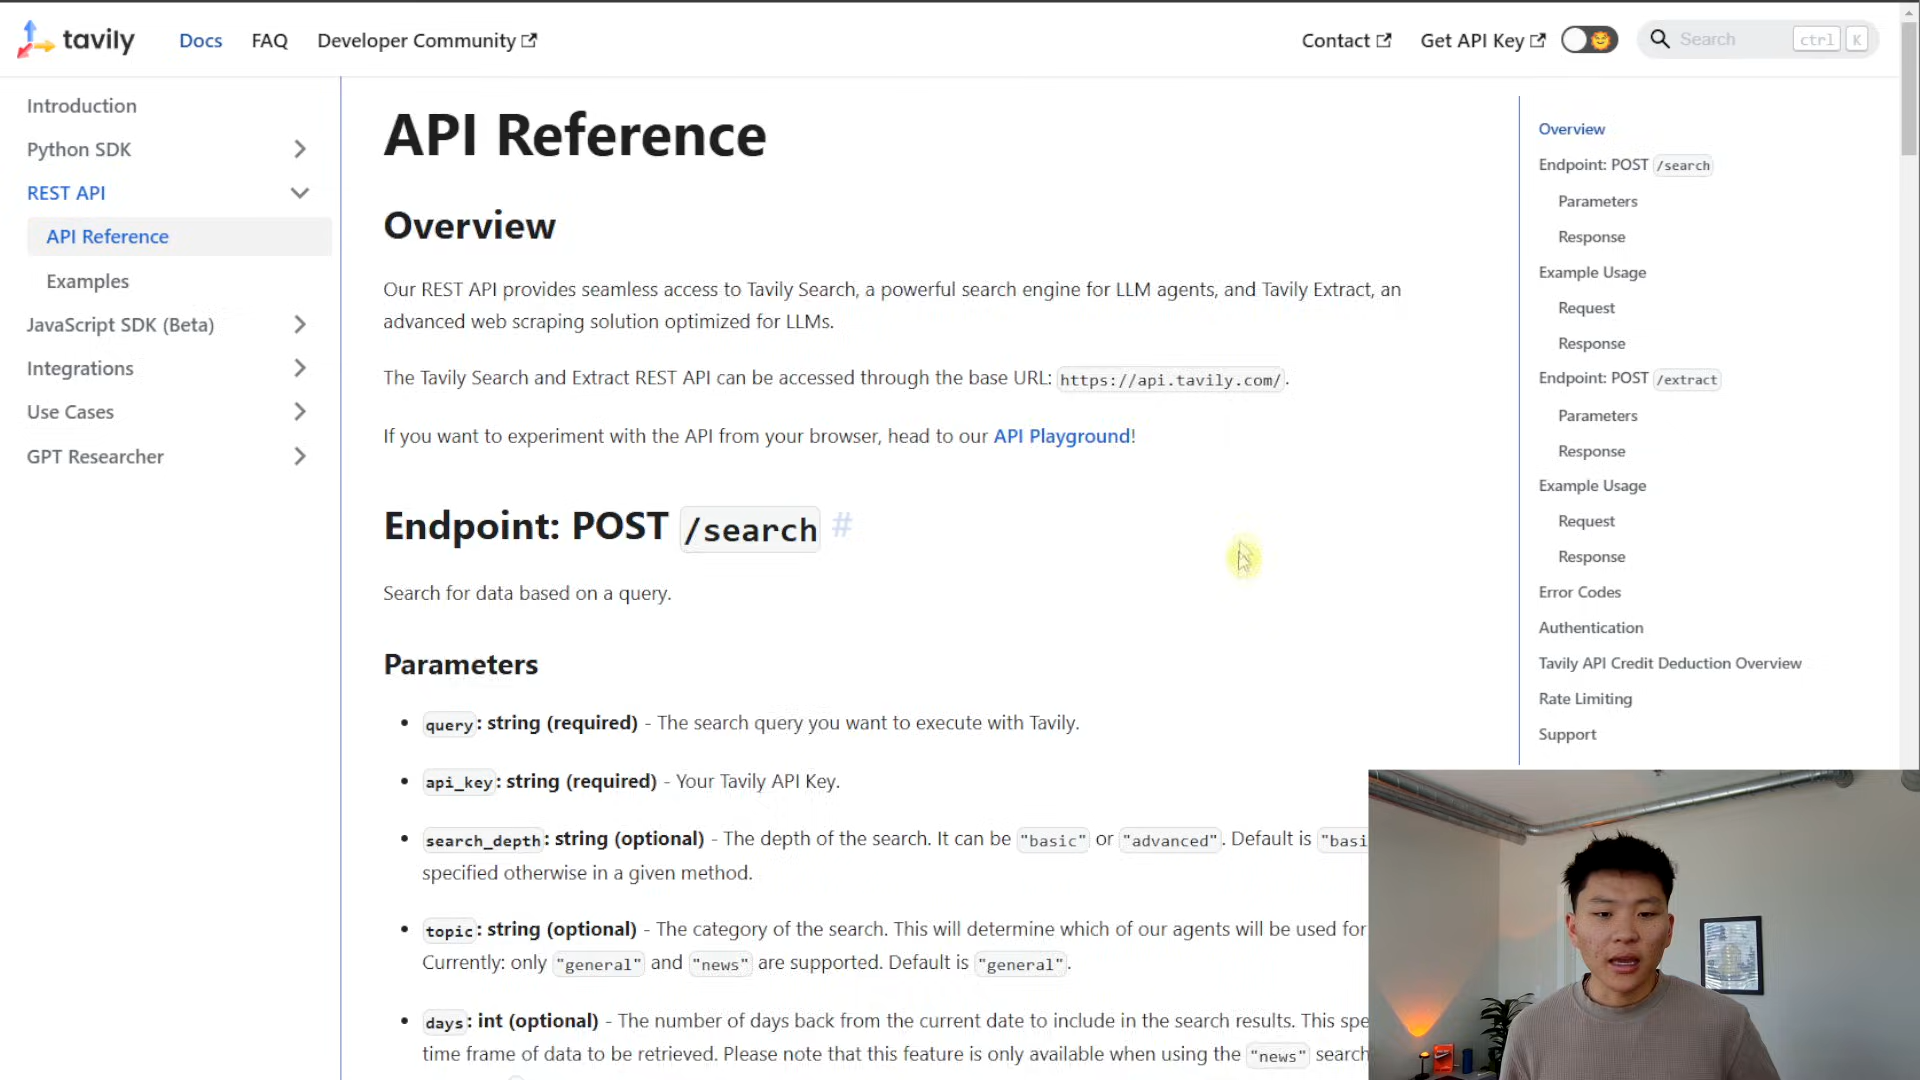 tavily
Docs
FAQ
Developer Community
Contact
Get API Key
Search
ctrl
K
Introduction
Python SDK
REST API
API Reference
Examples
JavaScript SDK (Beta)
Integrations
Use Cases
GPT Researcher
API Reference
Overview
Our REST API provides seamless access to Tavily Search, a powerful search engine for LLM agents, and Tavily Extract, an
advanced web scraping solution optimized for LLMs.
The Tavily Search and Extract REST API can be accessed through the base URL: https://api.tavily.com/.
If you want to experiment with the API from your browser, head to our API Playground!
Endpoint: POST /search #
Search for data based on a query.
Parameters
• query: string (required) - The search query you want to execute with Tavily.
• api_key: string (required) - Your Tavily API Key.
• search_depth: string (optional) - The depth of the search. It can be "basic" or "advanced". Default is "basi
specified otherwise in a given method.
• topic: string (optional) - The category of the search. This will determine which of our agents will be used for
Currently: only "general" and "news" are supported. Default is "general".
• days: int (optional) - The number of days back from the current date to include in the search results. This spe
time frame of data to be retrieved. Please note that this feature is only available when using the "news" search
Overview
Endpoint: POST /search
Parameters
Response
Example Usage
Request
Response
Endpoint: POST /extract
Parameters
Response
Example Usage
Request
Response
Error Codes
Authentication
Tavily API Credit Deduction Overview
Rate Limiting
Support